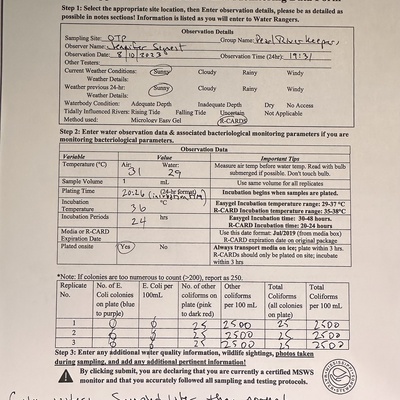 Step 1: Select the appropriate site location, then Enter observation details, please be as detailed as
possible in notes sections! Information is listed as you will enter to Water Rangers.
Observation Details
Sampling Site: OTP Group Name: Pearl Riverkeeper
Observer Name: Jennifer
Observation Date: 8/10/2023 Observation Time (24hr): 19:31
Other Testers:
Current Weather Conditions: Sunny Cloudy Rainy Windy
Weather Details:
Weather previous 24-hr: Sunny Cloudy Rainy Windy
Weather Details:
Waterbody Condition: Adequate Depth Inadequate Depth Dry No Access
Tidally Influenced Rivers: Rising Tide Falling Tide Uncertain Not Applicable
Method used: Micrology Easy Gel R-CARDS
Step 2: Enter water observation data & associated bacteriological monitoring parameters if you are
monitoring bacteriological parameters.
Observation Data
Variable Value Important Tips
Temperature (°C) Air: 31 Water: 29 Measure air temp before water temp. Read with bulb
submerged if possible. Don't touch bulb.
Sample Volume 1 mL Use same volume for all replicates
Plating Time 20:26 (24-hr format) Incubation begins when samples are plated.
Incubation Temperature 36 °C Easygel Incubation temperature range: 29-37 °C
R-CARD Incubation temperature range: 35-38°C
Incubation Periods 24 hrs Easygel Incubation time: 30-48 hours.
R-CARD Incubation time: 20-24 hours
Media or R-CARD Expiration Date Use this date format: Jul/2019 (from media box)
R-CARD expiration date on original package
Plated onsite Yes No Always transport media on ice; plate within 3 hrs.
R-CARDs should only be plated on site; incubate
within 3 hrs
*Note: If colonies are too numerous to count (>200), report as 250.
Replicate No. No. of E. Coli colonies on plate (blue to purple) E. Coli per 100mL No. of other coliforms on plate (pink to dark red) Other coliforms per 100 mL Total Coliforms (all colonies on plate) Total Coliforms per 100 mL
1 0 0 25 2500 25 2500
2 0 0 25 2500 25 2500
3 0 0 25 2500 25 2500
Step 3: Enter any additional water quality information, wildlife sightings, photos taken
during sampling, and add any additional pertinent information!
By clicking submit, you are declaring that you are currently a certified MSWS
monitor and that you accurately followed all sampling and testing protocols.